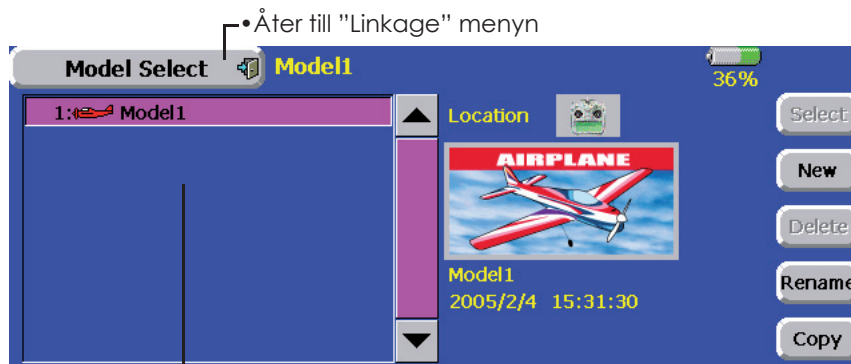 •Åter till ”Linkage” menyn
Model Select Model1
36%
1: Model1
Location
Select
AIRPLANE
New
Delete
Model1
Rename
2005/2/4 15:31:30
Copy